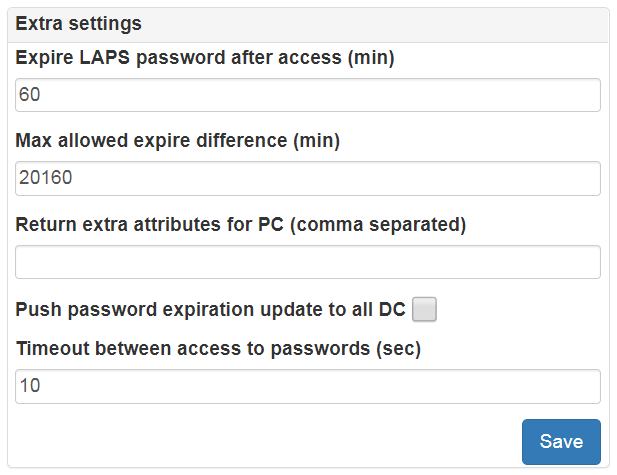 Extra settings
Expire LAPS password after access (min)
60
Max allowed expire difference (min)
20160
Return extra attributes for PC (comma separated)
Push password expiration update to all DC
Timeout between access to passwords (sec)
10
Save